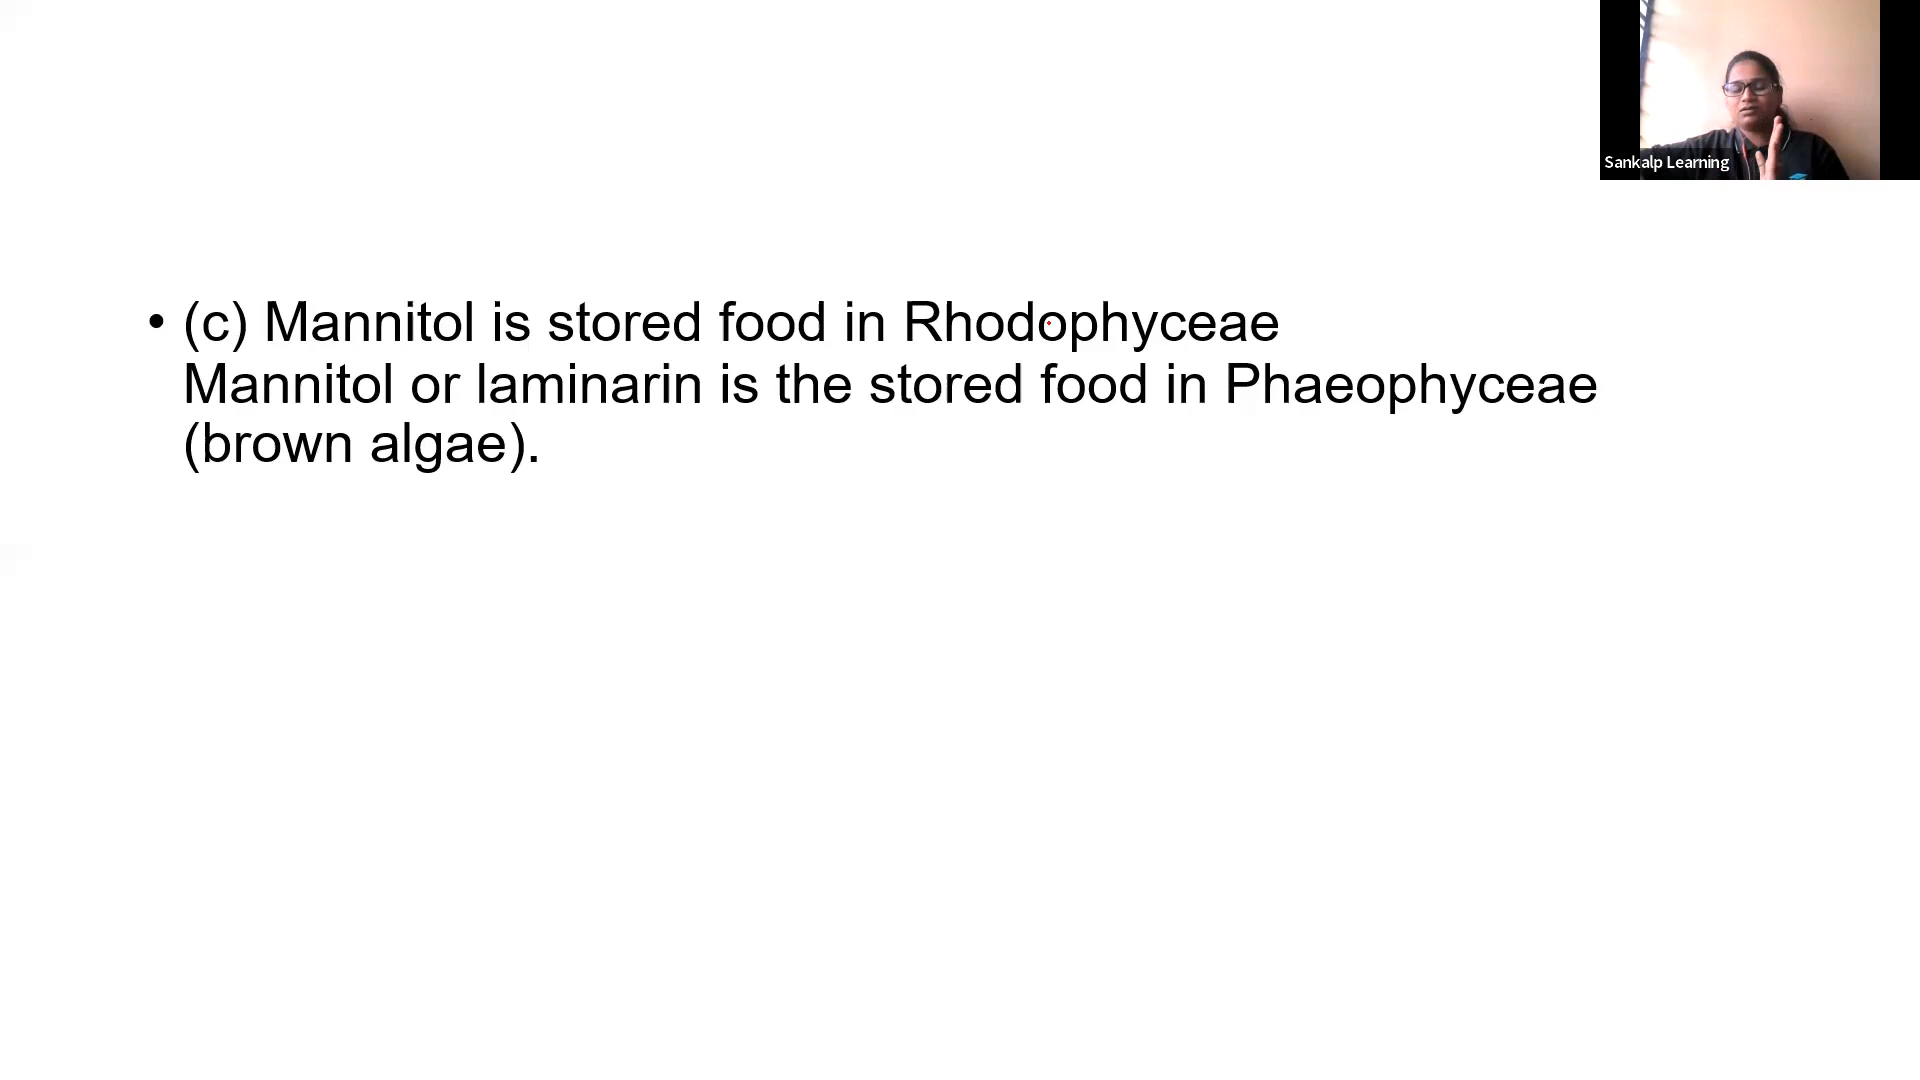 Sankalp Learning
• (c) Mannitol is stored food in Rhodophyceae
Mannitol or laminarin is the stored food in Phaeophyceae
(brown algae).